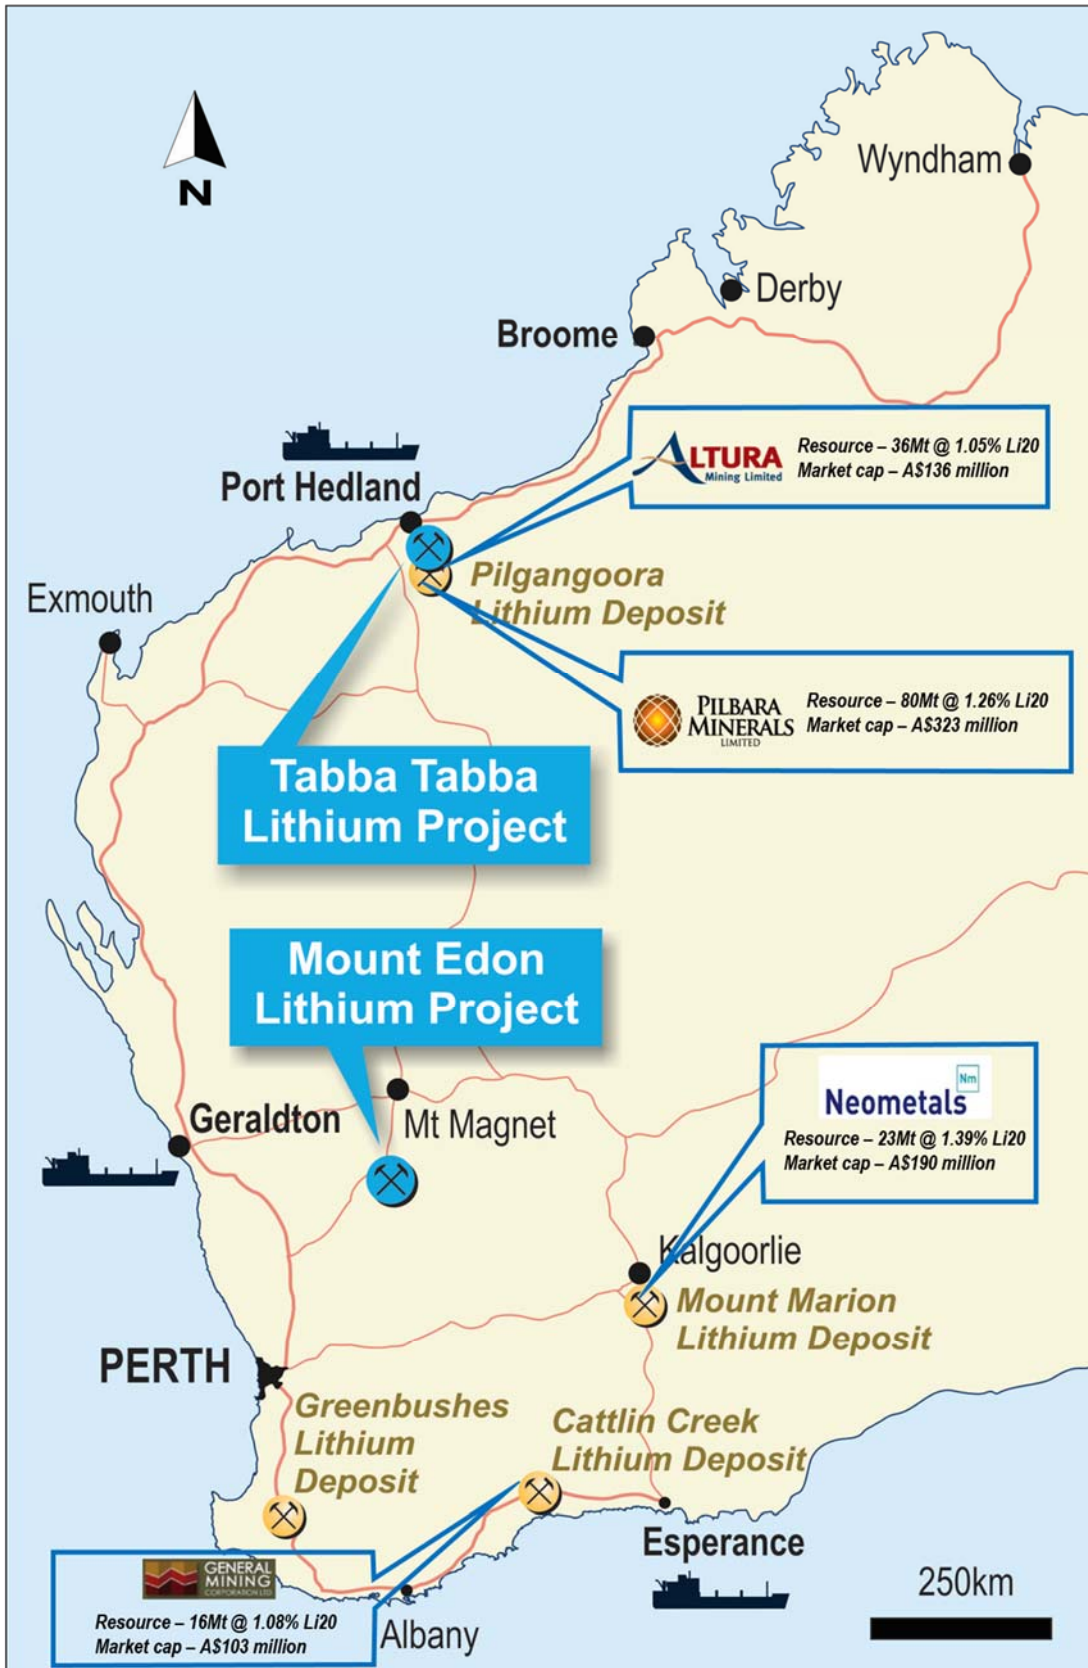 N
Wyndham
Derby
Broome
ALTURA
Mining Limited
Resource – 36Mt @ 1.05% Li20
Market cap – A$136 million
Port Hedland
Pilgangoora
Lithium Deposit
Exmouth
PILBARA
MINERALS
LIMITED
Resource – 80Mt @ 1.26% Li20
Market cap – A$323 million
Tabba Tabba
Lithium Project
Mount Edon
Lithium Project
Nm
Neometals
Resource – 23Mt @ 1.39% Li20
Market cap – A$190 million
Geraldton
Mt Magnet
Kalgoorlie
Mount Marion
Lithium Deposit
PERTH
Greenbushes
Lithium
Deposit
Cattlin Creek
Lithium Deposit
Esperance
GENERAL
MINING
CORPORATION LTD
Resource – 16Mt @ 1.08% Li20
Market cap – A$103 million
Albany
250km